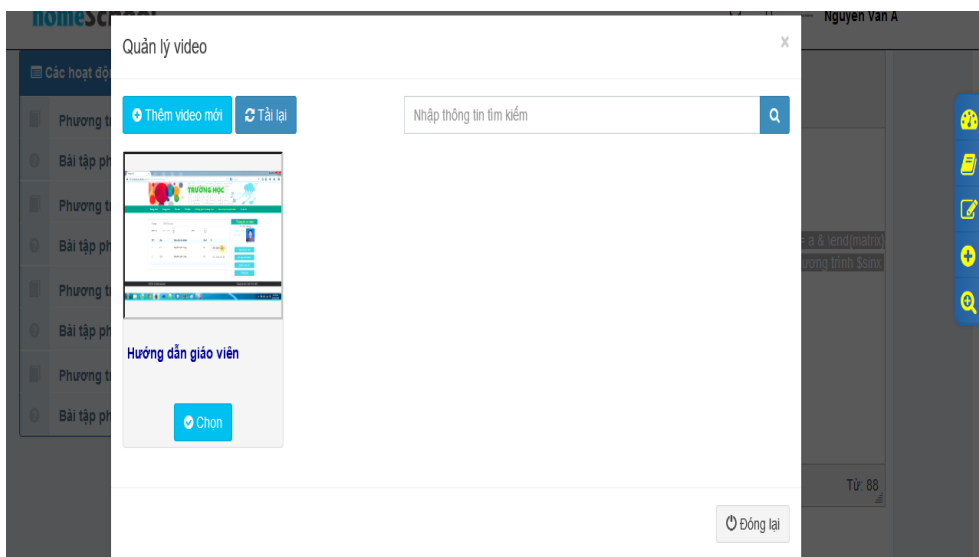 Nguyen Van A
Quản lý video
x
Các hoạt độ
Thêm video mới
Tải lại
Nhập thông tin tìm kiếm
Phương t
Bài tập ph
Phương t
Bài tập ph
Phương t
Bài tập ph
Phương t
Bài tập ph
TRƯỜNG HỌC
= a & \end{matrix}
ương trình $sinx
Hướng dẫn giáo viên
Chọn
Từ: 88
Đóng lại